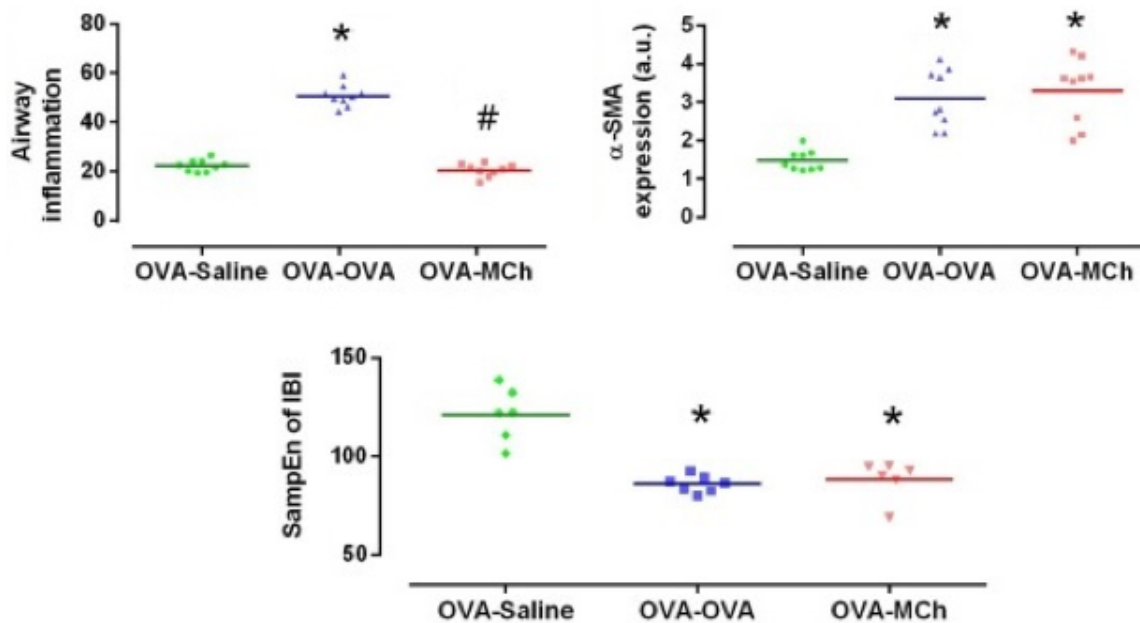 Airway
inflammation
80
60
40
20
0
*
#
OVA-Saline OVA-OVA OVA-MCh
α-SMA
expression (a.u.)
5
4
3
2
1
0
* *
OVA-Saline OVA-OVA OVA-MCh
SampEn of IBI
150
100
50
* *
OVA-Saline OVA-OVA OVA-MCh